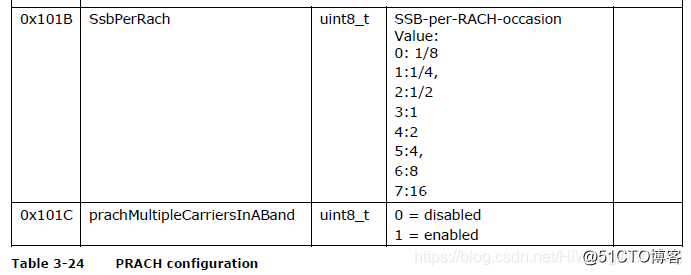 0x101B SsbPerRach uint8_t SSB-per-RACH-occasion
Value:
0: 1/8
1:1/4,
2:1/2
3:1
4:2
5:4,
6:8
7:16
0x101C prachMultipleCarriersInABand uint8_t 0 = disabled
1 = enabled
Table 3-24 PRACH configuration
https://blog.csdn.net/HiW
@51CTO博客